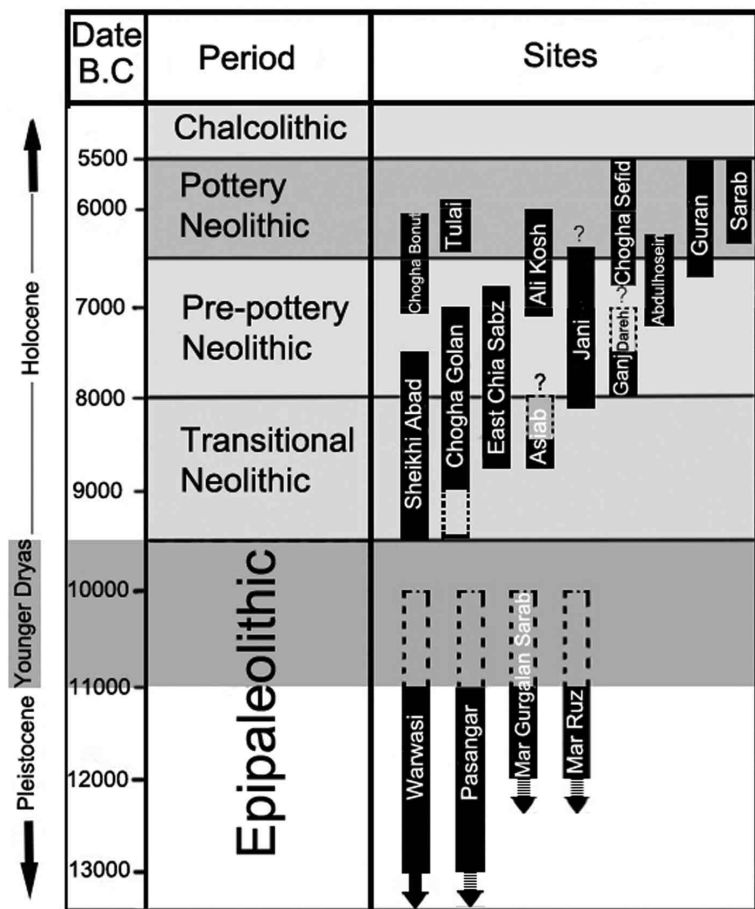 Date B.C
Period
Sites
Chalcolithic
Pottery Neolithic
Pre-pottery Neolithic
Transitional Neolithic
Epipaleolithic
5500
6000
7000
8000
9000
10000
11000
12000
13000
Holocene
Younger Dryas
Pleistocene
Chogha Bonut
Tulai
Ali Kosh
?
Chogha Sefid
Abdulhosein
Guran
Sarab
Sheikhi Abad
Chogha Golan
East Chia Sabz
?
Asiab
Jani
?
Ganj Dareh
Warwasi
Pasangar
Mar Gurgalan Sarab
Mar Ruz